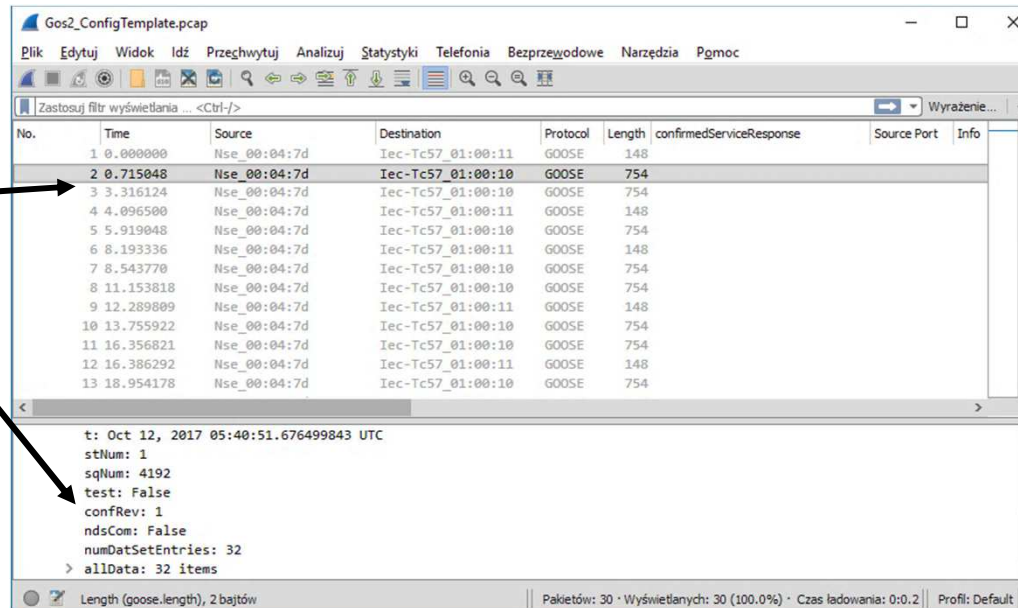 Gos2_ConfigTemplate.pcap
Plik Edytuj Widok Idź Przechwytuj Analizuj Statystyki Telefonia Bezprzewodowe Narzędzia Pomoc
Zastosuj filtr wyświetlania ... <Ctrl-/> Wyrażenie...
No. Time Source Destination Protocol Length confirmedServiceResponse Source Port Info
1 0.000000 Nse_00:04:7d Iec-Tc57_01:00:11 GOOSE 148
2 0.715048 Nse_00:04:7d Iec-Tc57_01:00:10 GOOSE 754
3 3.316124 Nse_00:04:7d Iec-Tc57_01:00:10 GOOSE 754
4 4.096500 Nse_00:04:7d Iec-Tc57_01:00:11 GOOSE 148
5 5.919048 Nse_00:04:7d Iec-Tc57_01:00:10 GOOSE 754
6 8.193336 Nse_00:04:7d Iec-Tc57_01:00:11 GOOSE 148
7 8.543770 Nse_00:04:7d Iec-Tc57_01:00:10 GOOSE 754
8 11.153818 Nse_00:04:7d Iec-Tc57_01:00:10 GOOSE 754
9 12.289809 Nse_00:04:7d Iec-Tc57_01:00:11 GOOSE 148
10 13.755922 Nse_00:04:7d Iec-Tc57_01:00:10 GOOSE 754
11 16.356821 Nse_00:04:7d Iec-Tc57_01:00:10 GOOSE 754
12 16.386292 Nse_00:04:7d Iec-Tc57_01:00:11 GOOSE 148
13 18.954178 Nse_00:04:7d Iec-Tc57_01:00:10 GOOSE 754
t: Oct 12, 2017 05:40:51.676499843 UTC
stNum: 1
sqNum: 4192
test: False
confRev: 1
ndsCom: False
numDatSetEntries: 32
> allData: 32 items
Length (goose.length), 2 bajtów Pakietów: 30 · Wyświetlanych: 30 (100.0%) · Czas ładowania: 0:0.2 Profil: Default